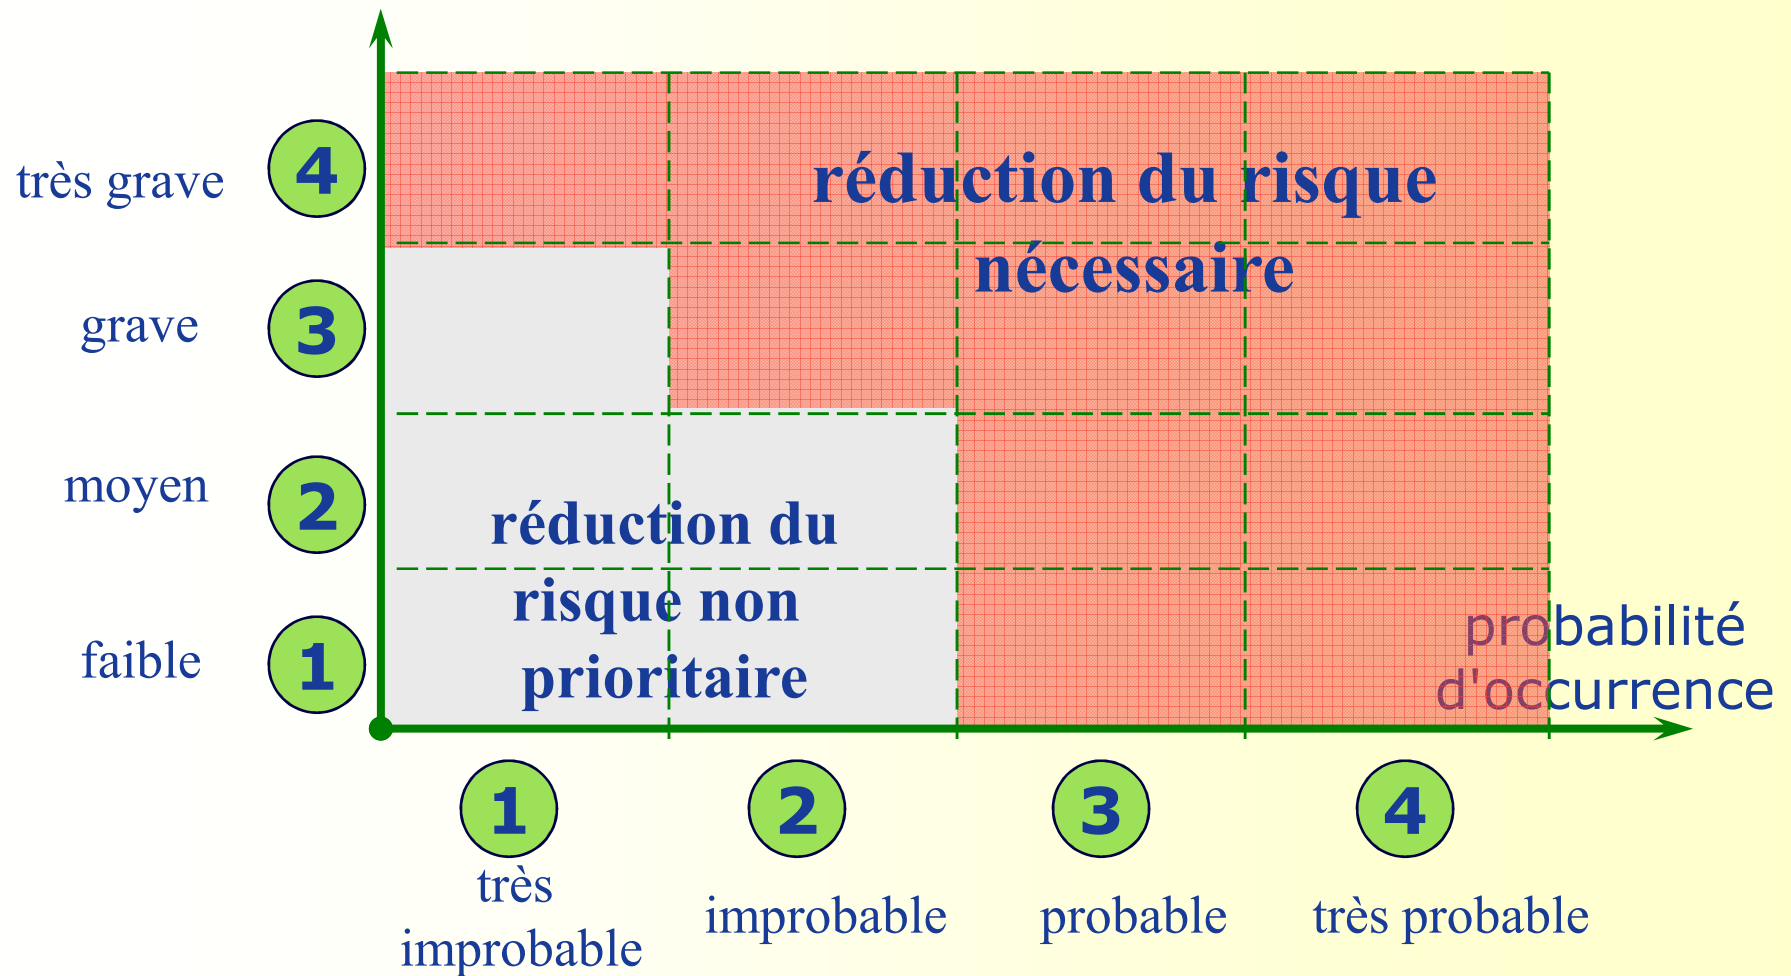 4
très grave
réduction du risque
nécessaire
3
grave
2
moyen
réduction du
risque non
prioritaire
1
faible
probabilité
d'occurrence
1
2
3
4
très
improbable
improbable
probable
très probable